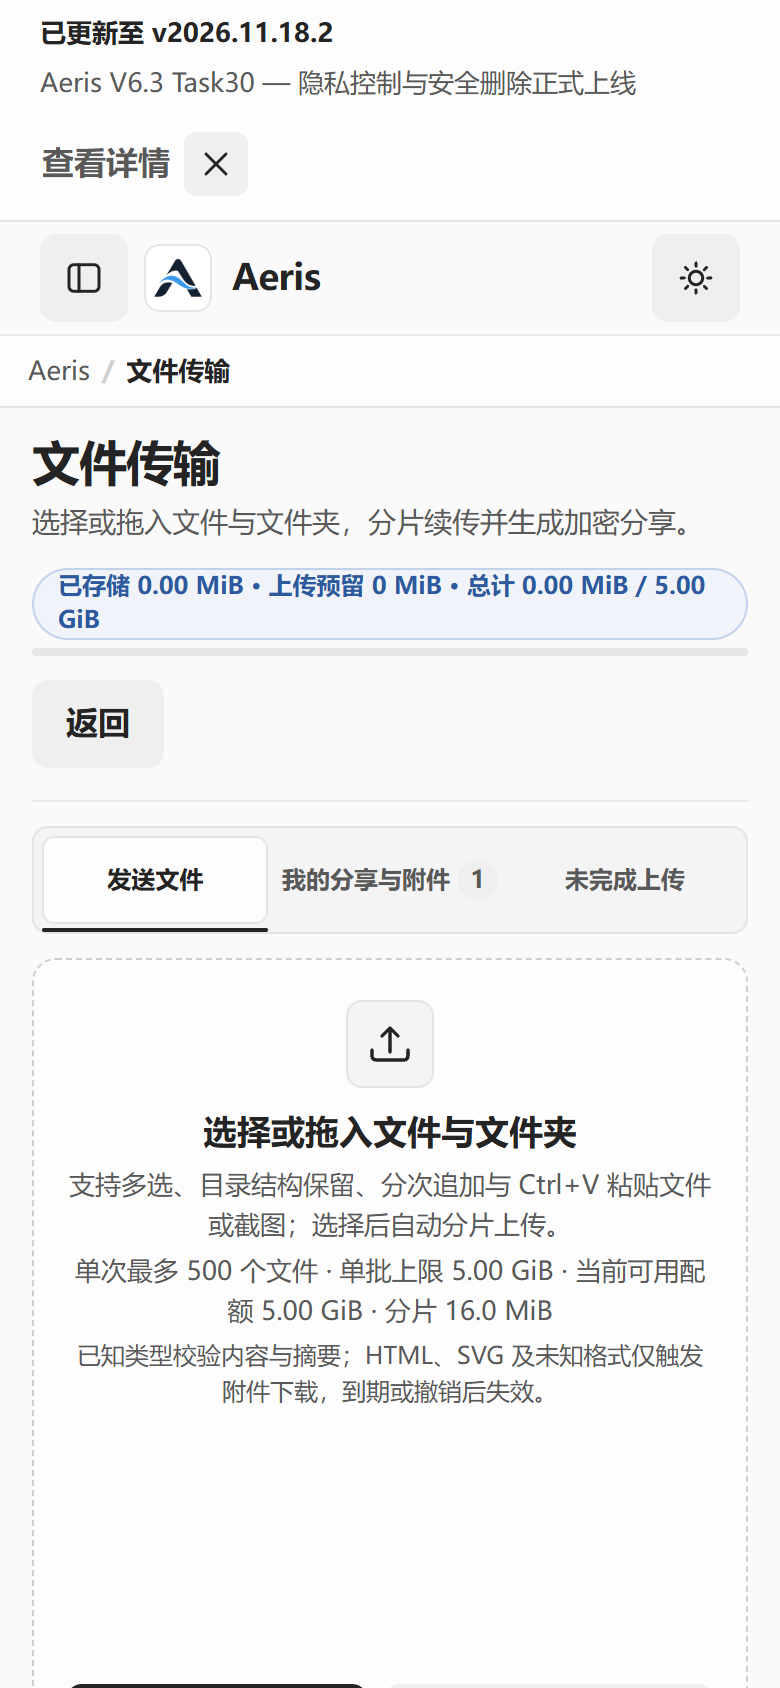 已更新至 v2026.11.18.2
Aeris V6.3 Task30 — 隐私控制与安全删除正式上线
查看详情
Aeris
Aeris / 文件传输
文件传输
选择或拖入文件与文件夹，分片续传并生成加密分享。
已存储 0.00 MiB • 上传预留 0 MiB • 总计 0.00 MiB / 5.00
GiB
返回
发送文件 我的分享与附件 1 未完成上传
选择或拖入文件与文件夹
支持多选、目录结构保留、分次追加与 Ctrl+V 粘贴文件
或截图；选择后自动分片上传。
单次最多 500 个文件 · 单批上限 5.00 GiB · 当前可用配
额 5.00 GiB · 分片 16.0 MiB
已知类型校验内容与摘要；HTML、SVG 及未知格式仅触发
附件下载，到期或撤销后失效。